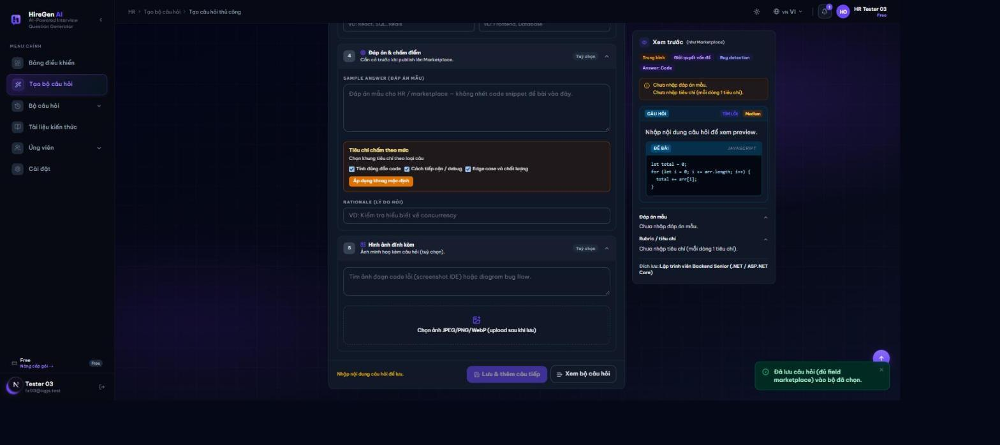 HireGen AI
AI-Powered Interview
Question Generator
MENU CHÍNH
Bảng điều khiển
Tạo bộ câu hỏi
Bộ câu hỏi
Tài liệu kiến thức
Ứng viên
Cài đặt
Free
Nâng cấp gói →
Free
N
Tester 03
hr03@iqgs.test
HR > Tạo bộ câu hỏi > Tạo câu hỏi thủ công
VN VI
1
H0
HR Tester 03
Free
VD: React, SQL, Redis
VD: Frontend, Database
4
Đáp án & chấm điểm
Cần có trước khi publish lên Marketplace.
Tuỳ chọn
SAMPLE ANSWER (ĐÁP ÁN MẪU)
Đáp án mẫu cho HR / marketplace — không nhét code snippet đề bài vào đây.
Tiêu chí chấm theo mức
Chọn khung tiêu chí theo loại câu
Tính đúng đắn code
Cách tiếp cận / debug
Edge case và chất lượng
Áp dụng khung mặc định
RATIONALE (LÝ DO HỎI)
VD: Kiểm tra hiểu biết về concurrency
5
Hình ảnh đính kèm
Ảnh minh hoạ kèm câu hỏi (tuỳ chọn).
Tuỳ chọn
Tìm ảnh đoạn code lỗi (screenshot IDE) hoặc diagram bug flow.
Chọn ảnh JPEG/PNG/WebP (upload sau khi lưu)
Nhập nội dung câu hỏi để lưu.
Lưu & thêm câu tiếp
Xem bộ câu hỏi
Xem trước (như Marketplace)
Trung bình
Giải quyết vấn đề
Bug detection
Answer: Code
Chưa nhập đáp án mẫu.
Chưa nhập tiêu chí (mỗi dòng 1 tiêu chí).
CÂU HỎI
TÌM LỖI
Medium
Nhập nội dung câu hỏi để xem preview.
ĐỀ BÀI
JAVASCRIPT
let total = 0;
for (let i = 0; i <= arr.length; i++) {
total += arr[i];
}
Đáp án mẫu
Chưa nhập đáp án mẫu.
Rubric / tiêu chí
Chưa nhập tiêu chí (mỗi dòng 1 tiêu chí).
Đích lưu: Lập trình viên Backend Senior (.NET / ASP.NET
Core)
Đã lưu câu hỏi (đủ field
marketplace) vào bộ đã chọn.